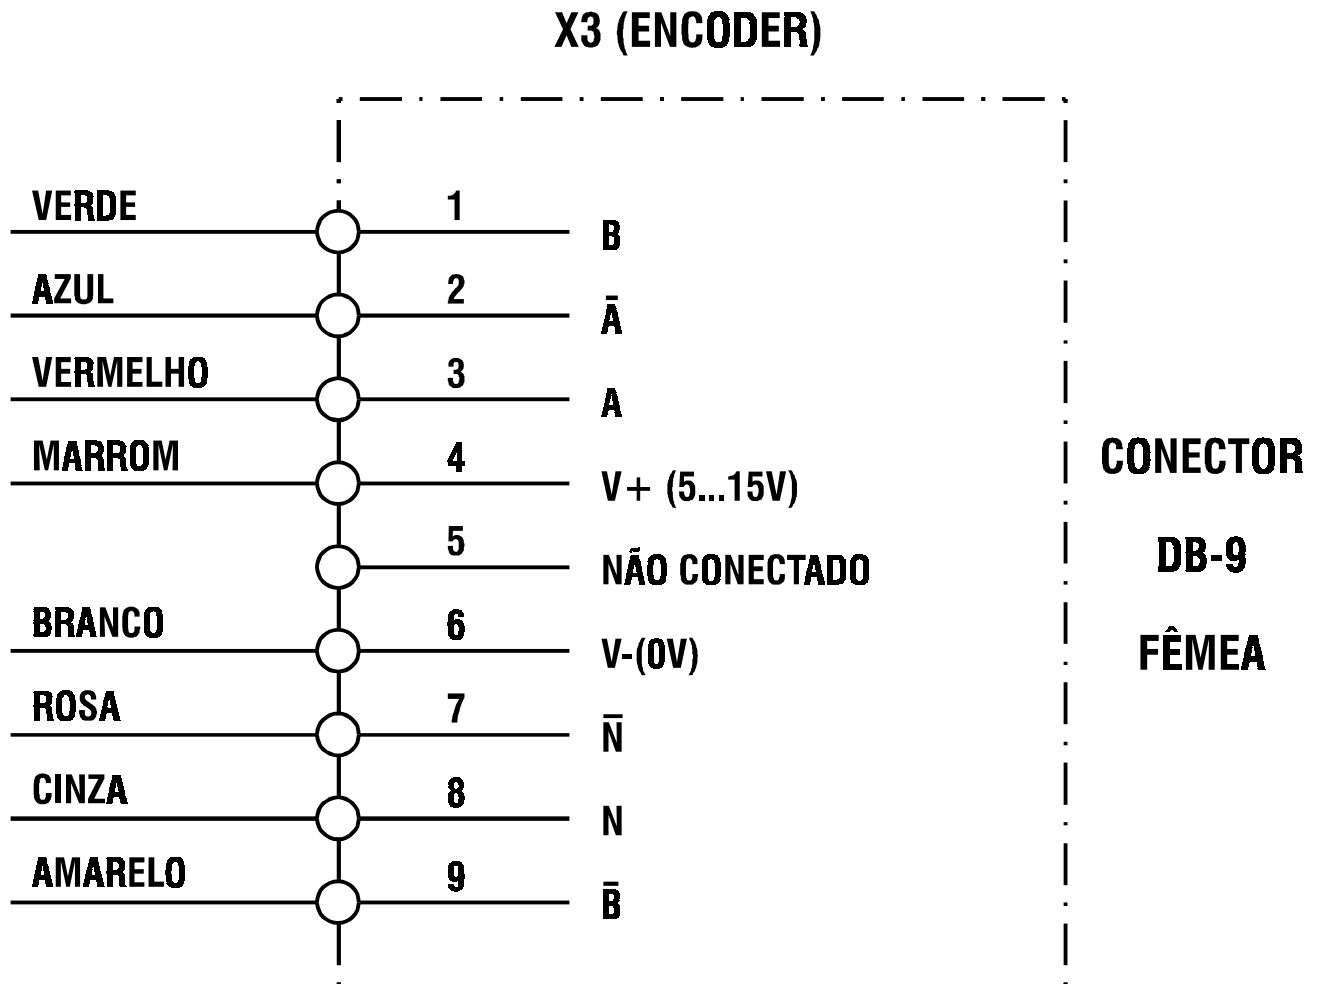 X3 (ENCODER)
VERDE 1 B
AZUL 2 Ā
VERMELHO 3 A
MARROM 4 V+ (5...15V)
5 NÃO CONECTADO
BRANCO 6 V-(0V)
ROSA 7 N̄
CINZA 8 N
AMARELO 9 B̄
CONECTOR
DB-9
FÊMEA